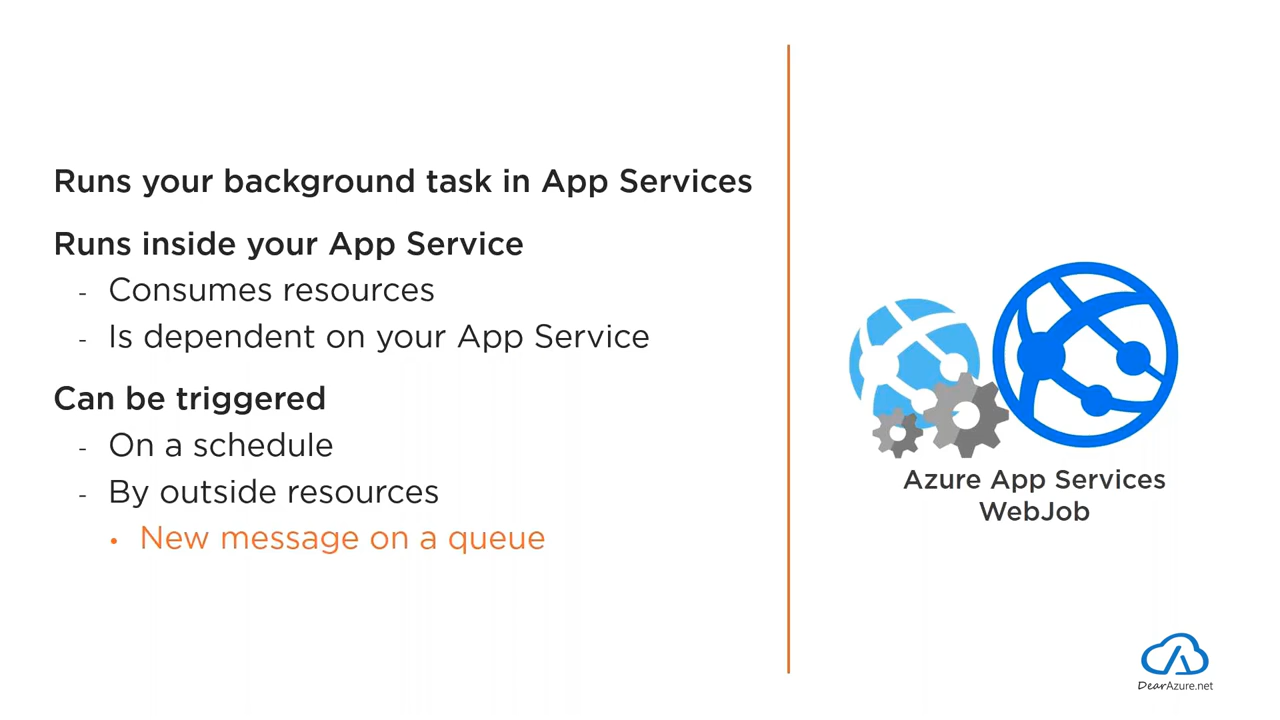 Runs your background task in App Services
Runs inside your App Service
- Consumes resources
- Is dependent on your App Service
Can be triggered
- On a schedule
- By outside resources
• New message on a queue
Azure App Services
WebJob
DearAzure.net